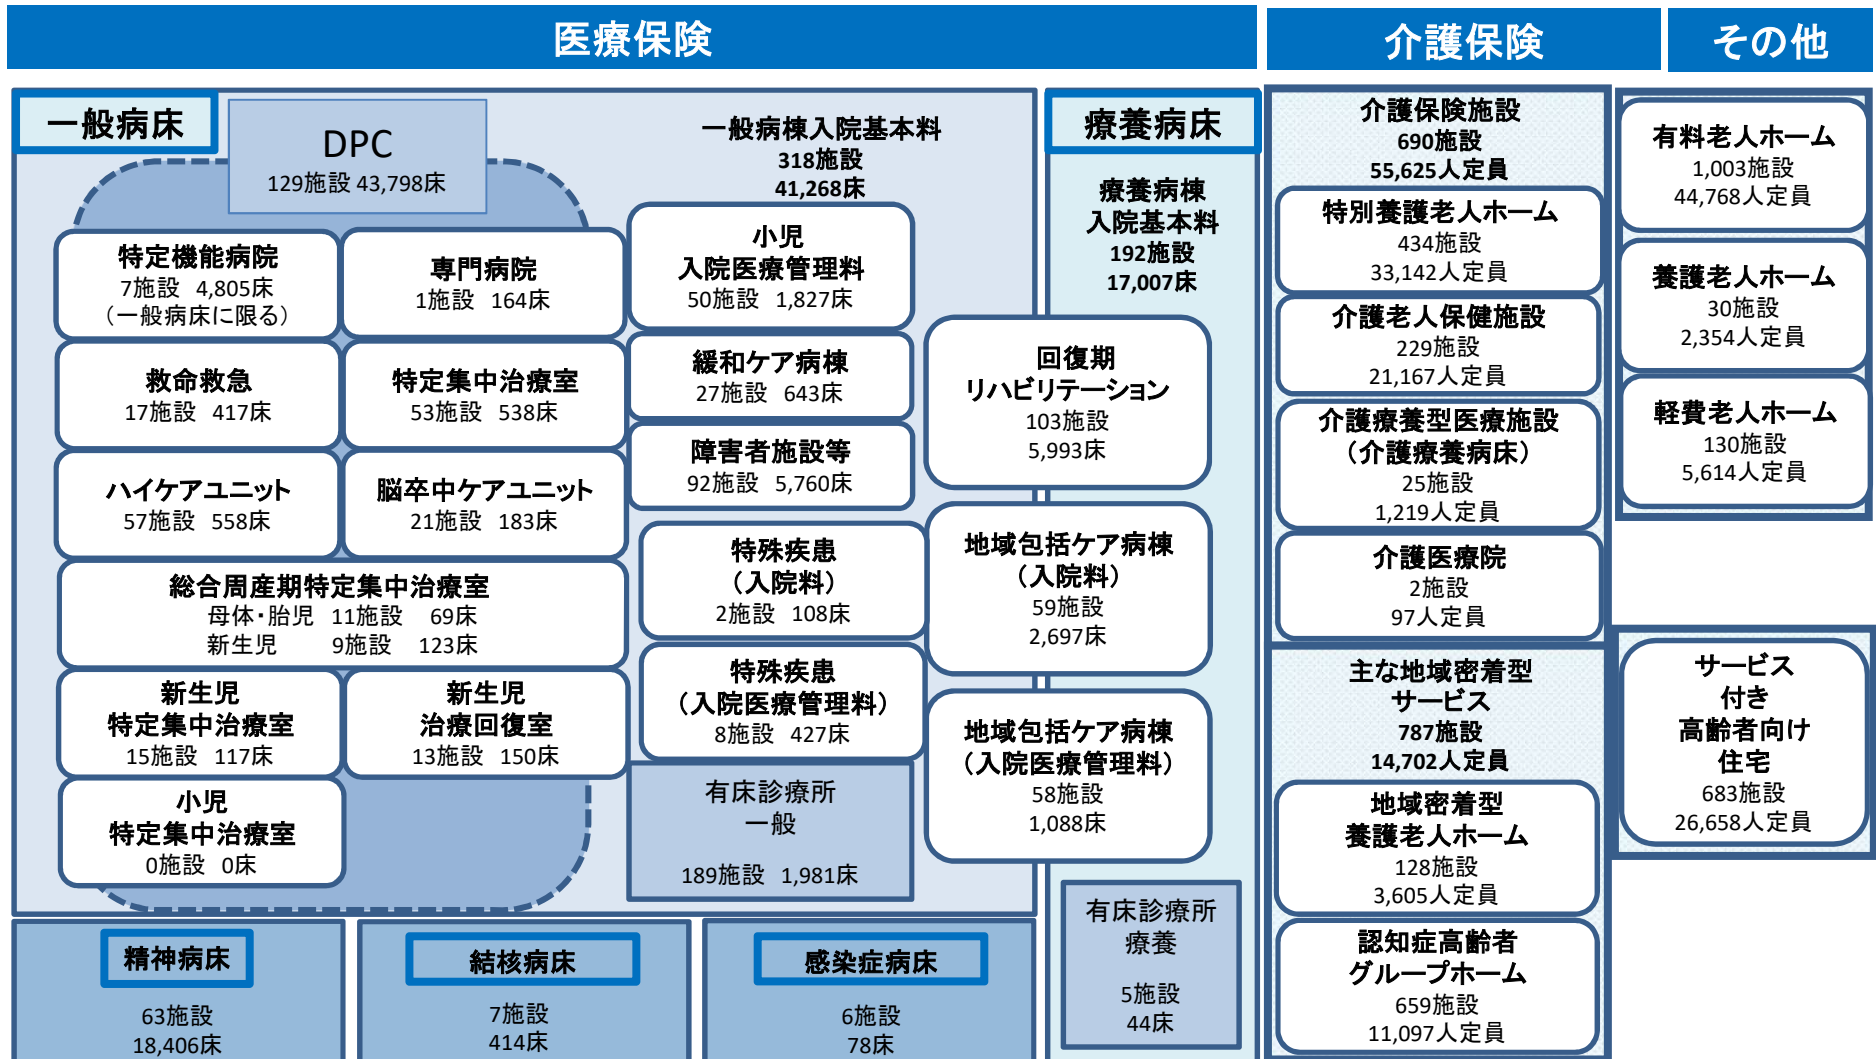 医療保険
介護保険
その他
一般病床
DPC
129施設 43,798床
一般病棟入院基本料
318施設
41,268床
特定機能病院
7施設 4,805床
（一般病床に限る）
専門病院
1施設 164床
救命救急
17施設 417床
特定集中治療室
53施設 538床
ハイケアユニット
57施設 558床
脳卒中ケアユニット
21施設 183床
総合周産期特定集中治療室
母体・胎児 11施設 69床
新生児 9施設 123床
新生児
特定集中治療室
15施設 117床
新生児
治療回復室
13施設 150床
小児
特定集中治療室
0施設 0床
小児
入院医療管理料
50施設 1,827床
緩和ケア病棟
27施設 643床
障害者施設等
92施設 5,760床
特殊疾患
（入院料）
2施設 108床
特殊疾患
（入院医療管理料）
8施設 427床
有床診療所
一般
189施設 1,981床
療養病床
療養病棟
入院基本料
192施設
17,007床
回復期
リハビリテーション
103施設
5,993床
地域包括ケア病棟
（入院料）
59施設
2,697床
地域包括ケア病棟
（入院医療管理料）
58施設
1,088床
有床診療所
療養
5施設
44床
精神病床
63施設
18,406床
結核病床
7施設
414床
感染症病床
6施設
78床
介護保険施設
690施設
55,625人定員
特別養護老人ホーム
434施設
33,142人定員
介護老人保健施設
229施設
21,167人定員
介護療養型医療施設
（介護療養病床）
25施設
1,219人定員
介護医療院
2施設
97人定員
主な地域密着型
サービス
787施設
14,702人定員
地域密着型
養護老人ホーム
128施設
3,605人定員
認知症高齢者
グループホーム
659施設
11,097人定員
有料老人ホーム
1,003施設
44,768人定員
養護老人ホーム
30施設
2,354人定員
軽費老人ホーム
130施設
5,614人定員
サービス
付き
高齢者向け
住宅
683施設
26,658人定員